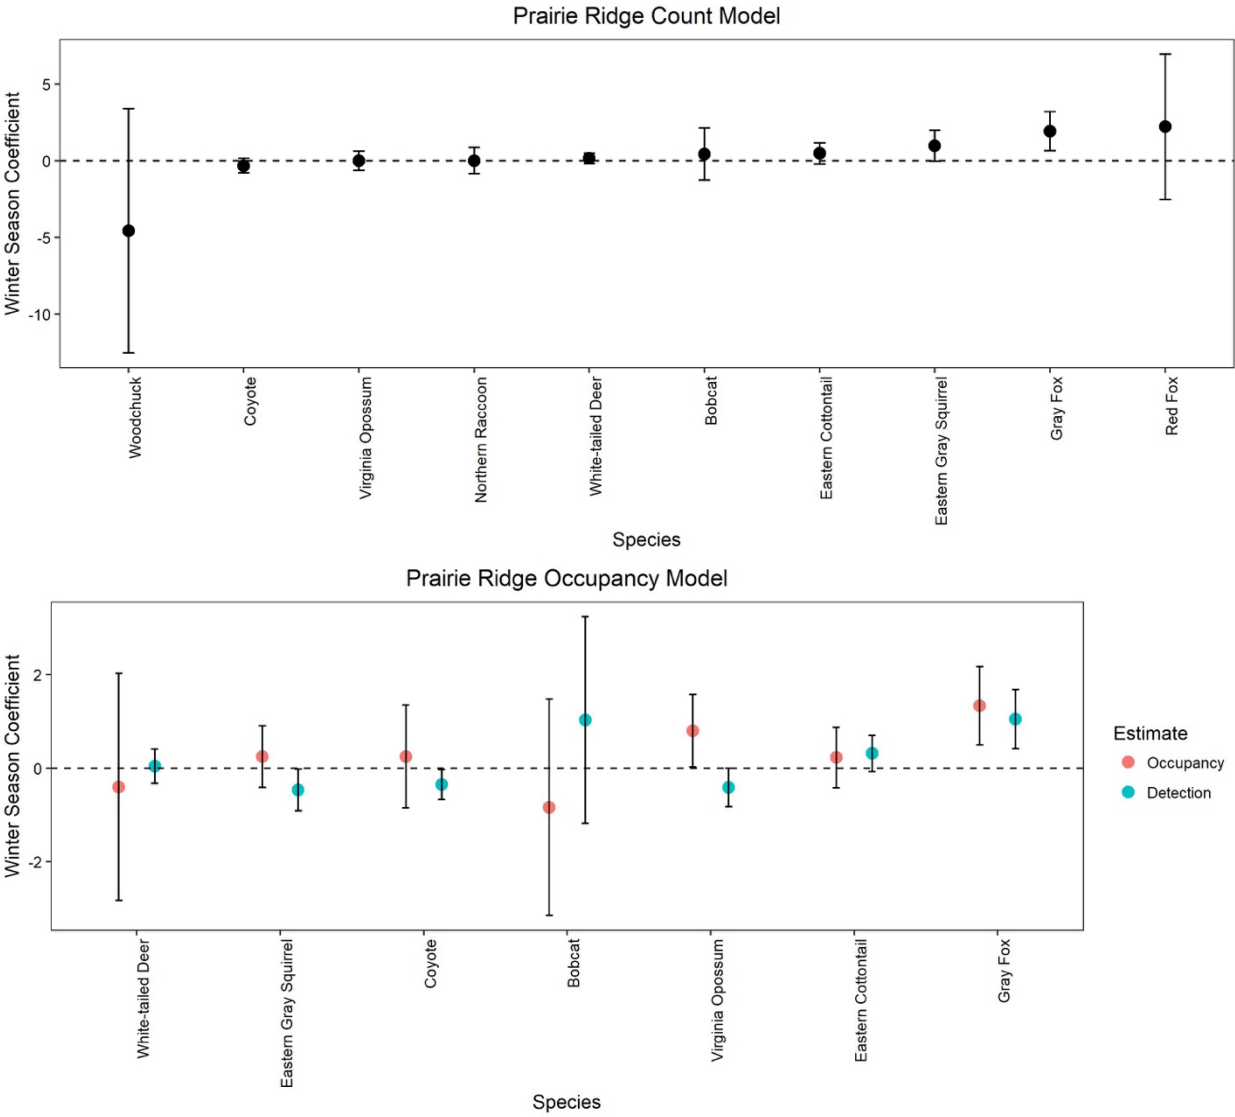 Prairie Ridge Count Model
Winter Season Coefficient
5
0
-5
-10
Woodchuck
Coyote
Virginia Opossum
Northern Raccoon
White-tailed Deer
Bobcat
Eastern Cottontail
Eastern Gray Squirrel
Gray Fox
Red Fox
Species
Prairie Ridge Occupancy Model
Winter Season Coefficient
2
0
-2
White-tailed Deer
Eastern Gray Squirrel
Coyote
Bobcat
Virginia Opossum
Eastern Cottontail
Gray Fox
Species
Estimate
Occupancy
Detection